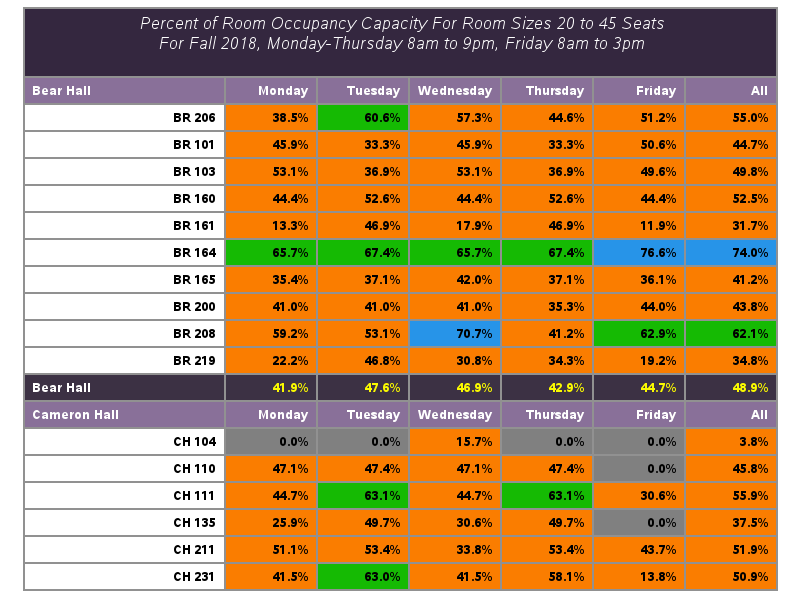 Percent of Room Occupancy Capacity For Room Sizes 20 to 45 Seats
For Fall 2018, Monday-Thursday 8am to 9pm, Friday 8am to 3pm
Bear Hall Monday Tuesday Wednesday Thursday Friday All
BR 206 38.5% 60.6% 57.3% 44.6% 51.2% 55.0%
BR 101 45.9% 33.3% 45.9% 33.3% 50.6% 44.7%
BR 103 53.1% 36.9% 53.1% 36.9% 49.6% 49.8%
BR 160 44.4% 52.6% 44.4% 52.6% 44.4% 52.5%
BR 161 13.3% 46.9% 17.9% 46.9% 11.9% 31.7%
BR 164 65.7% 67.4% 65.7% 67.4% 76.6% 74.0%
BR 165 35.4% 37.1% 42.0% 37.1% 36.1% 41.2%
BR 200 41.0% 41.0% 41.0% 35.3% 44.0% 43.8%
BR 208 59.2% 53.1% 70.7% 41.2% 62.9% 62.1%
BR 219 22.2% 46.8% 30.8% 34.3% 19.2% 34.8%
Bear Hall 41.9% 47.6% 46.9% 42.9% 44.7% 48.9%
Cameron Hall Monday Tuesday Wednesday Thursday Friday All
CH 104 0.0% 0.0% 15.7% 0.0% 0.0% 3.8%
CH 110 47.1% 47.4% 47.1% 47.4% 0.0% 45.8%
CH 111 44.7% 63.1% 44.7% 63.1% 30.6% 55.9%
CH 135 25.9% 49.7% 30.6% 49.7% 0.0% 37.5%
CH 211 51.1% 53.4% 33.8% 53.4% 43.7% 51.9%
CH 231 41.5% 63.0% 41.5% 58.1% 13.8% 50.9%